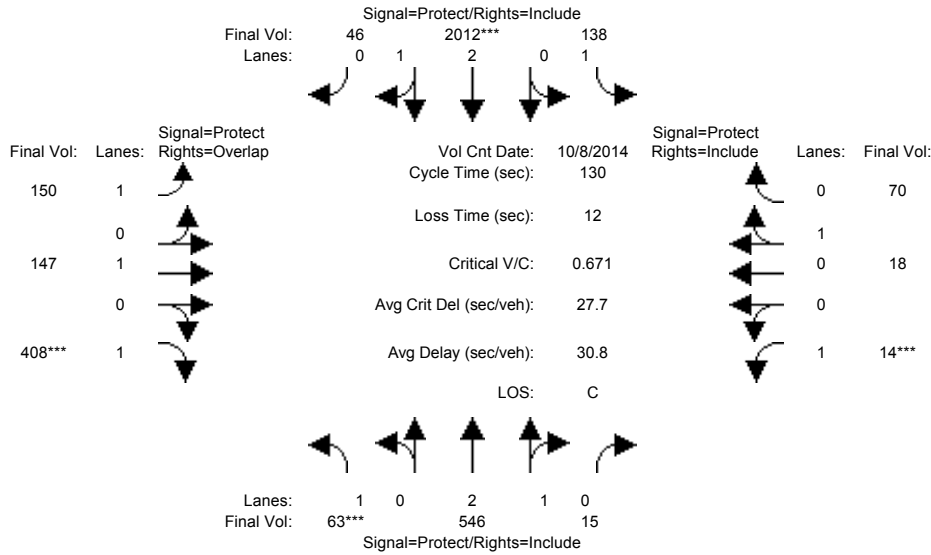 Signal=Protect/Rights=Include
Final Vol: 46 2012*** 138
Lanes: 0 1 2 0 1
Signal=Protect Signal=Protect
Final Vol: Lanes: Rights=Overlap Vol Cnt Date: 10/8/2014 Rights=Include Lanes: Final Vol:
Cycle Time (sec): 130
150 1 0 70
Loss Time (sec): 12
0 1
147 1 Critical V/C: 0.671 0 18
0 Avg Crit Del (sec/veh): 27.7 0
408*** 1 Avg Delay (sec/veh): 30.8 1 14***
LOS: C
Lanes: 1 0 2 1 0
Final Vol: 63*** 546 15
Signal=Protect/Rights=Include